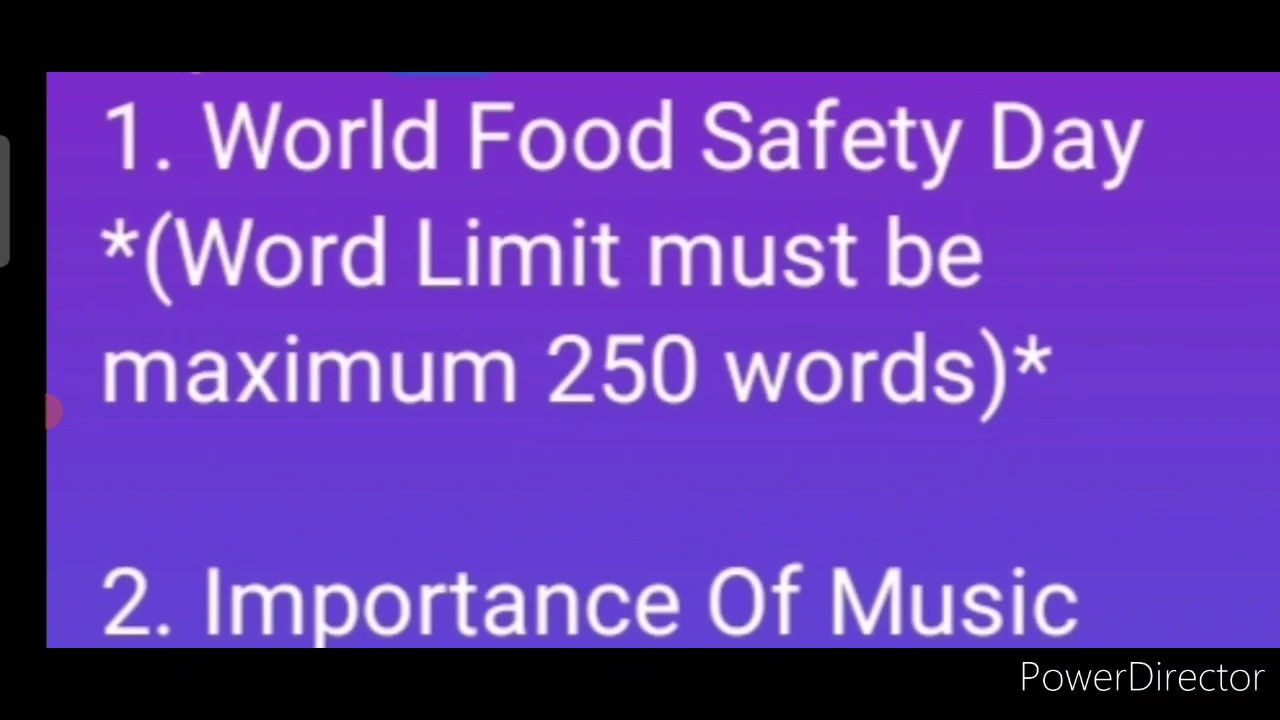 1. World Food Safety Day
*(Word Limit must be
maximum 250 words)*
2. Importance Of Music
PowerDirector